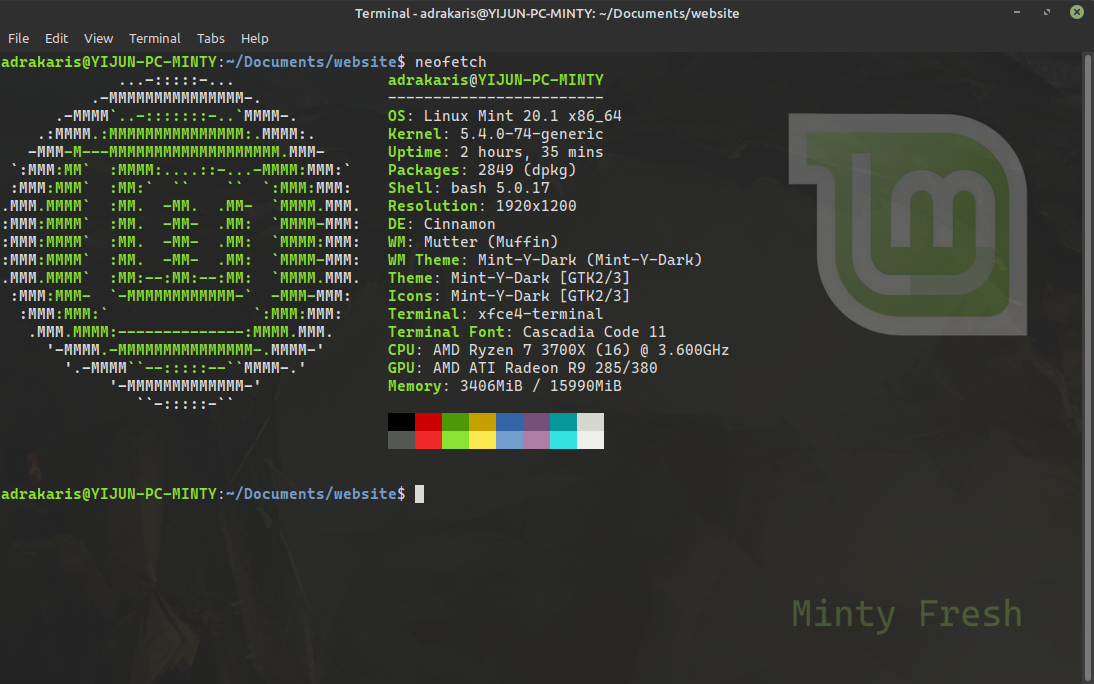 Terminal - adrakaris@YIJUN-PC-MINTY: ~/Documents/website
File Edit View Terminal Tabs Help
adrakaris@YIJUN-PC-MINTY:~/Documents/website$ neofetch
adrakaris@YIJUN-PC-MINTY
------------------------
OS: Linux Mint 20.1 x86_64
Kernel: 5.4.0-74-generic
Uptime: 2 hours, 35 mins
Packages: 2849 (dpkg)
Shell: bash 5.0.17
Resolution: 1920x1200
DE: Cinnamon
WM: Mutter (Muffin)
WM Theme: Mint-Y-Dark (Mint-Y-Dark)
Theme: Mint-Y-Dark [GTK2/3]
Icons: Mint-Y-Dark [GTK2/3]
Terminal: xfce4-terminal
Terminal Font: Cascadia Code 11
CPU: AMD Ryzen 7 3700X (16) @ 3.600GHz
GPU: AMD ATI Radeon R9 285/380
Memory: 3406MiB / 15990MiB
adrakaris@YIJUN-PC-MINTY:~/Documents/website$
Minty Fresh